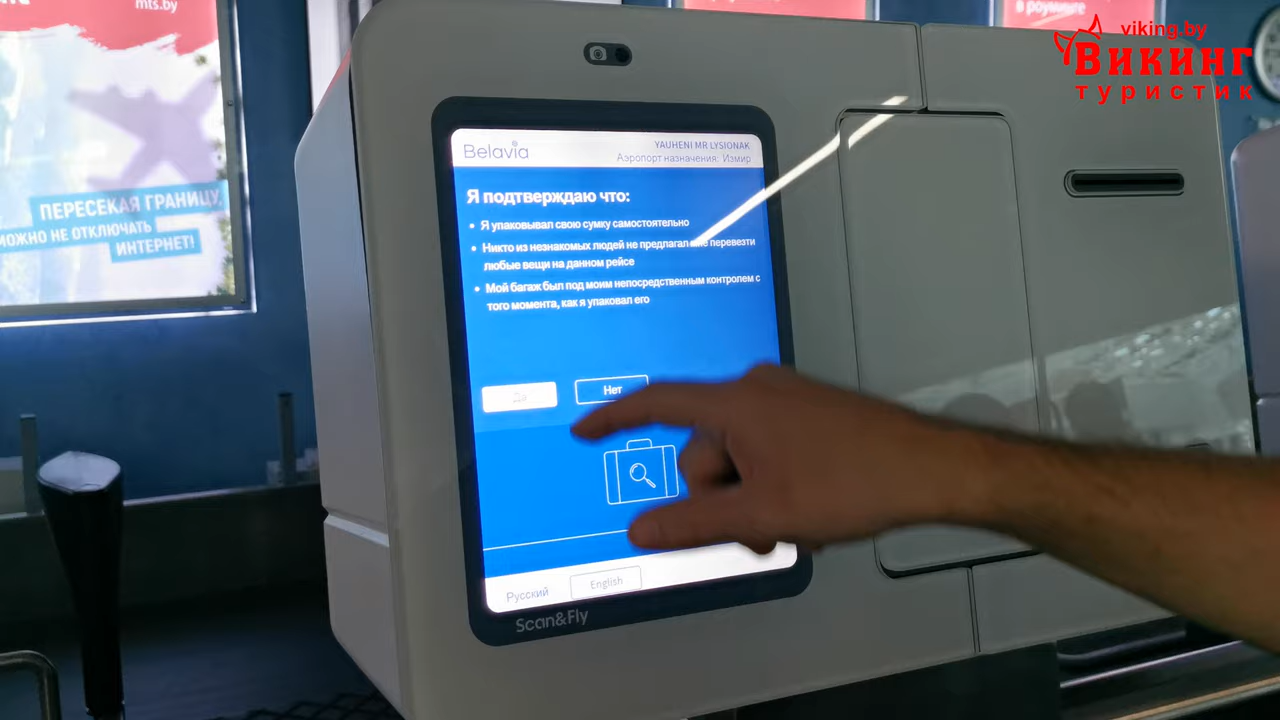 mts.by
в роуминге
viking.by
Викинг
туристик
ПЕРЕСЕКАЯ ГРАНИЦУ,
МОЖНО НЕ ОТКЛЮЧАТЬ
ИНТЕРНЕТ!
Belavia
YAUHENI MR LYSIONAK
Аэропорт назначения: Измир
Я подтверждаю что:
• Я упаковывал свою сумку самостоятельно
• Никто из незнакомых людей не предлагал мне перевезти
любые вещи на данном рейсе
• Мой багаж был под моим непосредственным контролем с
того момента, как я упаковал его
Да
Нет
Русский
English
Scan&Fly